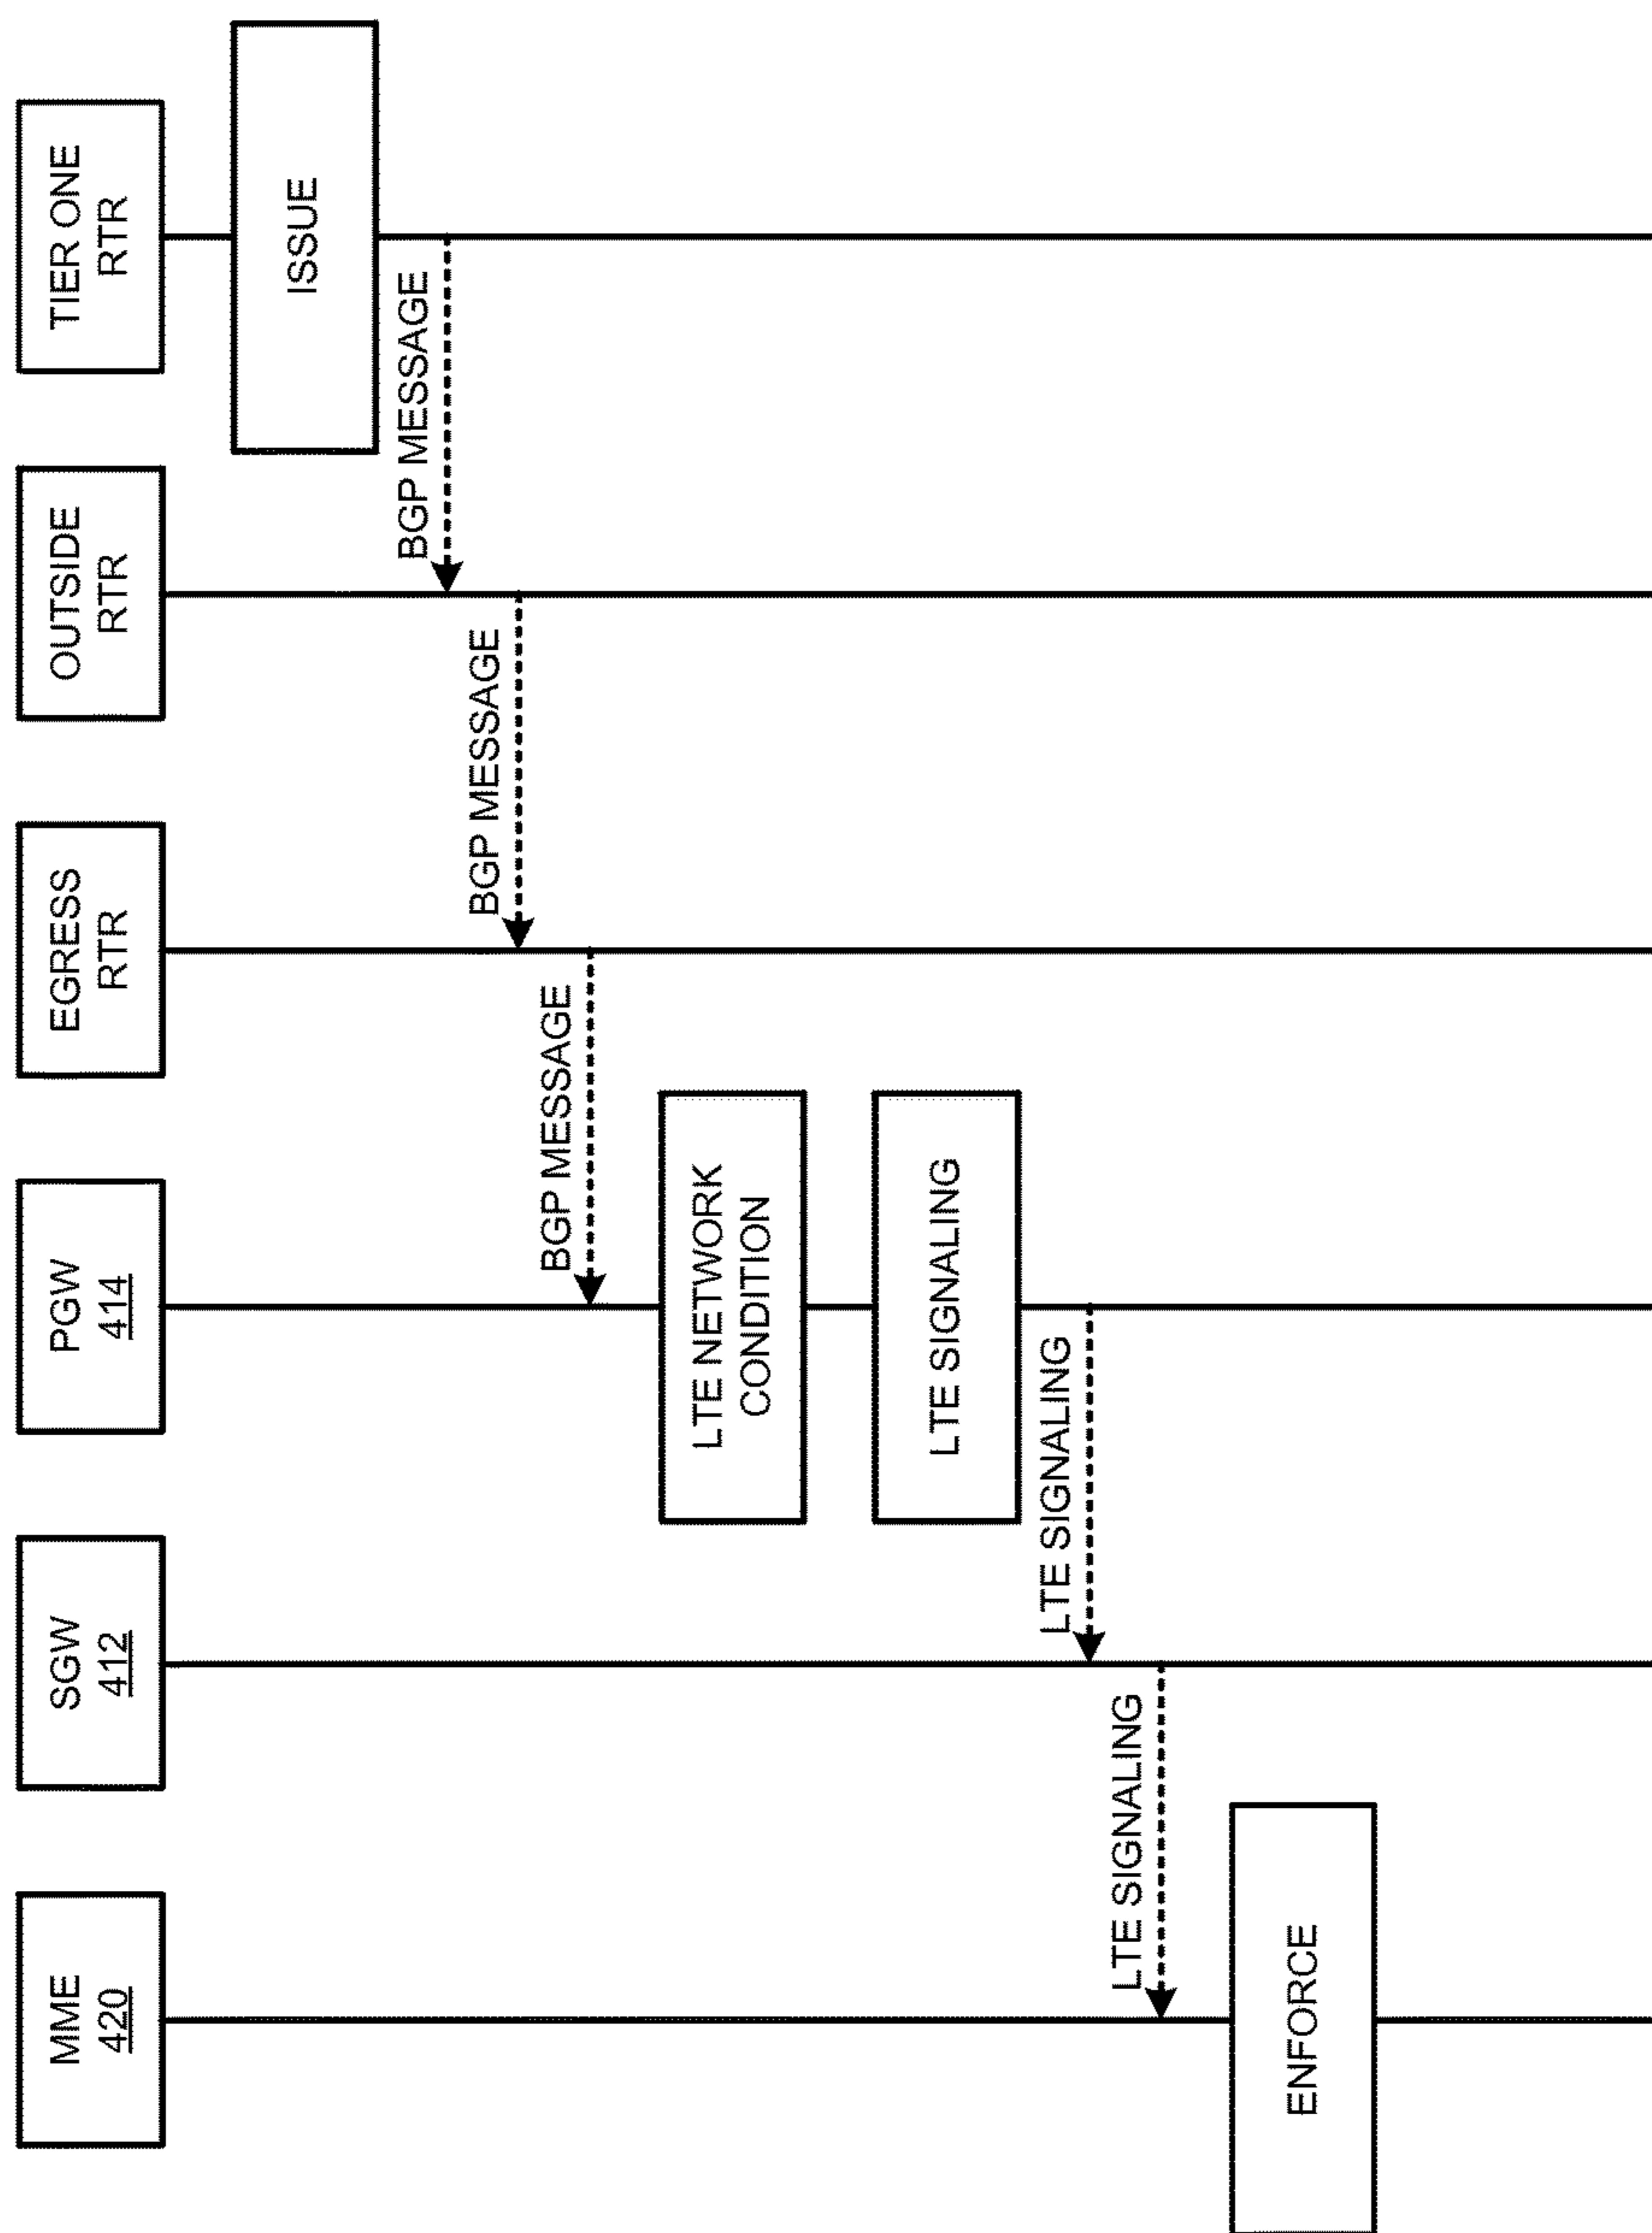 MME
420
SGW
412
PGW
414
EGRESS
RTR
OUTSIDE
RTR
TIER ONE
RTR
ISSUE
BGP MESSAGE
BGP MESSAGE
BGP MESSAGE
LTE NETWORK
CONDITION
LTE SIGNALING
LTE SIGNALING
LTE SIGNALING
ENFORCE